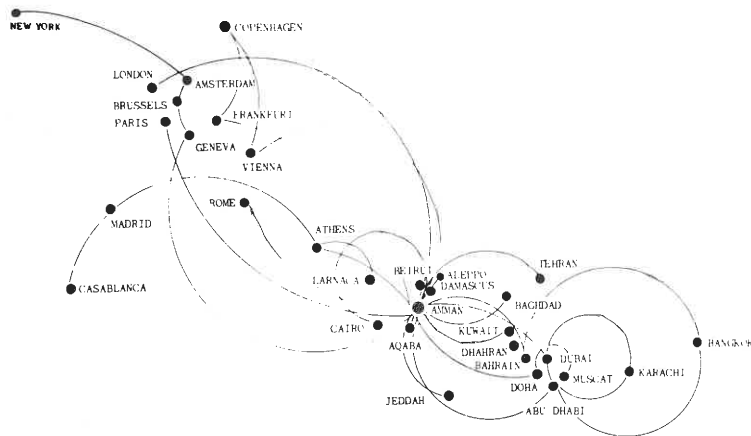 NEW YORK
COPENHAGEN
LONDON
AMSTERDAM
BRUSSELS
PARIS
FRANKFURT
GENEVA
VIENNA
ROME
MADRID
ATHENS
CASABLANCA
LARNACA
BEIRUT
ALEPPO
DAMASCUS
TEHRAN
AMMAN
BAGHDAD
CAIRO
AQABA
KUWAIT
DHAHRAN
BAHRAIN
DUBAI
BANGKOK
DOHA
MUSCAT
KARACHI
JEDDAH
ABU DHABI